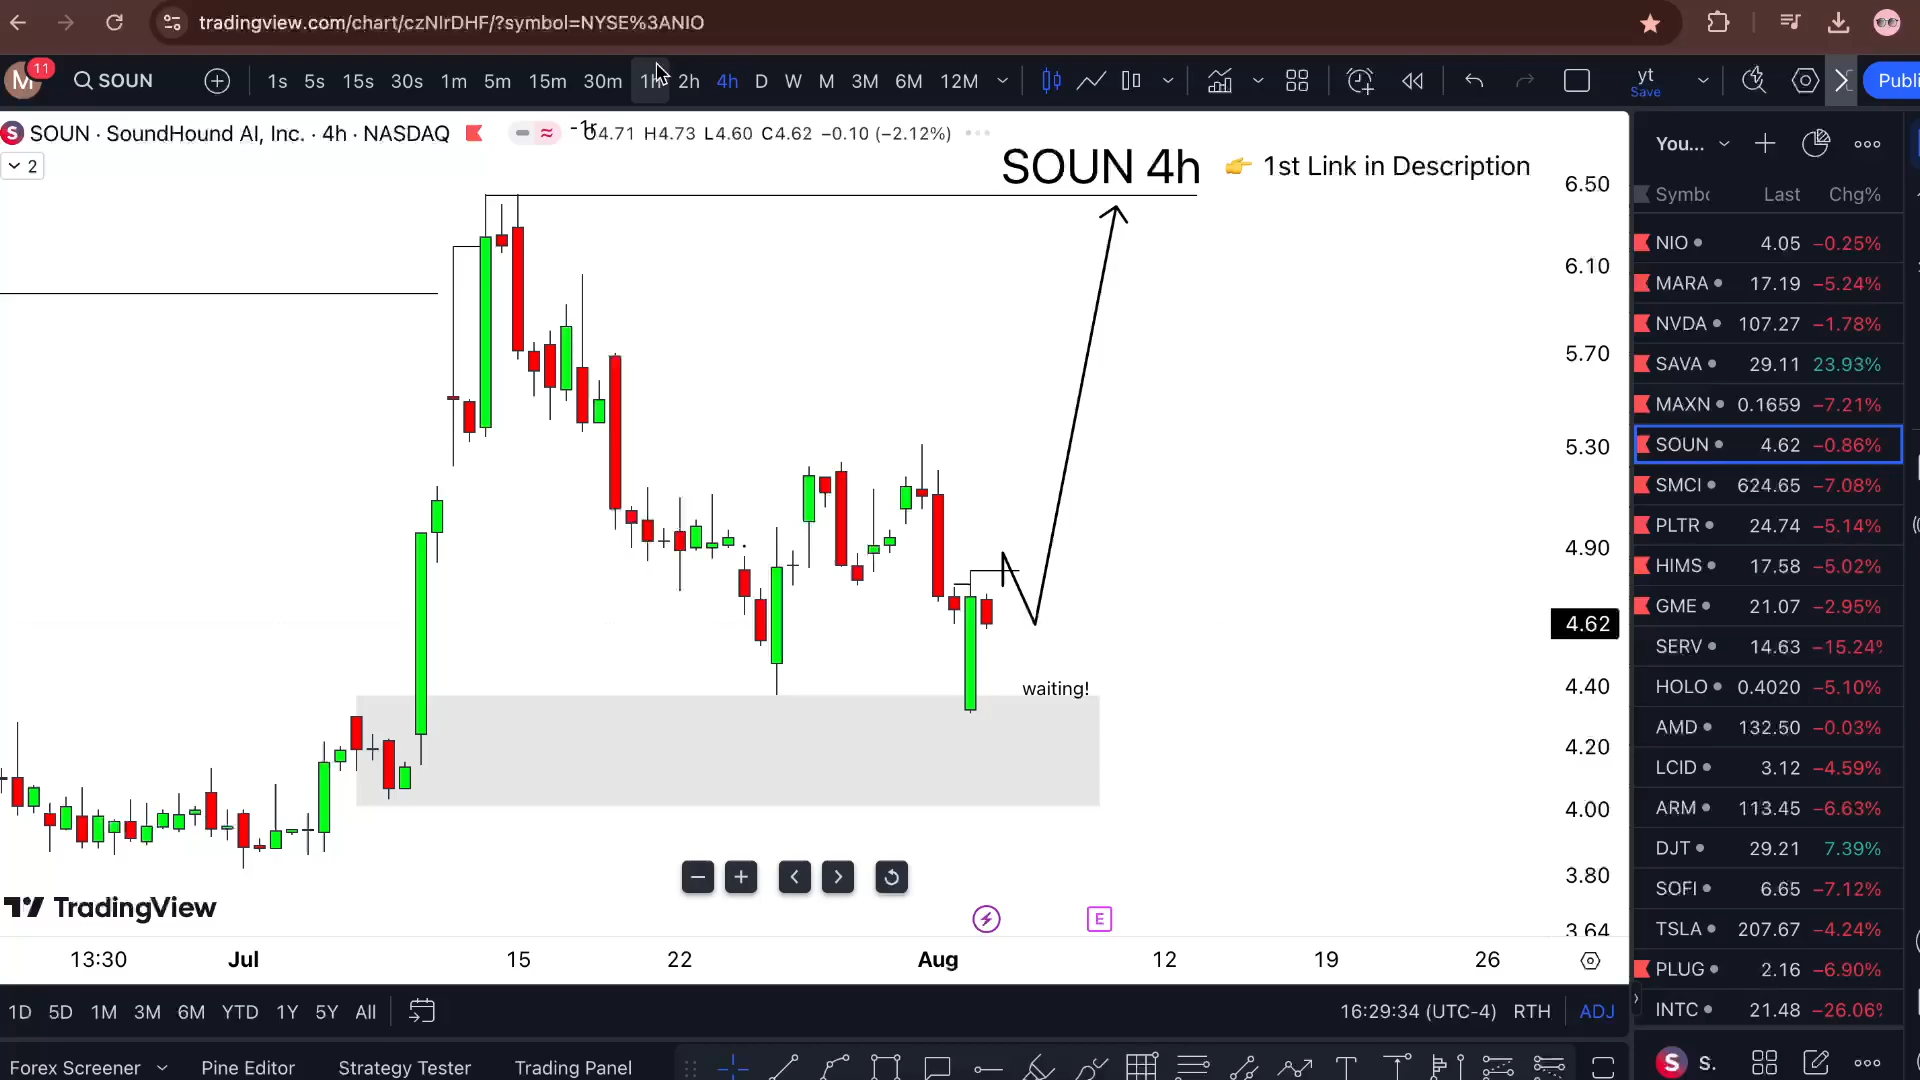 tradingview.com/chart/czNIrDHF/?symbol=NYSE%3ANIO
M 11 SOUN 1s 5s 15s 30s 1m 5m 15m 30m 1h 2h 4h D W M 3M 6M 12M yt Save Publi
S SOUN · SoundHound AI, Inc. · 4h · NASDAQ O4.71 H4.73 L4.60 C4.62 −0.10 (−2.12%)
2
SOUN 4h 👉 1st Link in Description
6.50
6.10
5.70
5.30
4.90
4.62
4.40
4.20
4.00
3.80
3.64
waiting!
TradingView
E
13:30 Jul 15 22 Aug 12 19 26
1D 5D 1M 3M 6M YTD 1Y 5Y All 16:29:34 (UTC-4) RTH ADJ
Forex Screener Pine Editor Strategy Tester Trading Panel
You...
Symbo Last Chg%
NIO 4.05 −0.25%
MARA 17.19 −5.24%
NVDA 107.27 −1.78%
SAVA 29.11 23.93%
MAXN 0.1659 −7.21%
SOUN 4.62 −0.86%
SMCI 624.65 −7.08%
PLTR 24.74 −5.14%
HIMS 17.58 −5.02%
GME 21.07 −2.95%
SERV 14.63 −15.24%
HOLO 0.4020 −5.10%
AMD 132.50 −0.03%
LCID 3.12 −4.59%
ARM 113.45 −6.63%
DJT 29.21 7.39%
SOFI 6.65 −7.12%
TSLA 207.67 −4.24%
PLUG 2.16 −6.90%
INTC 21.48 −26.06%
S S.